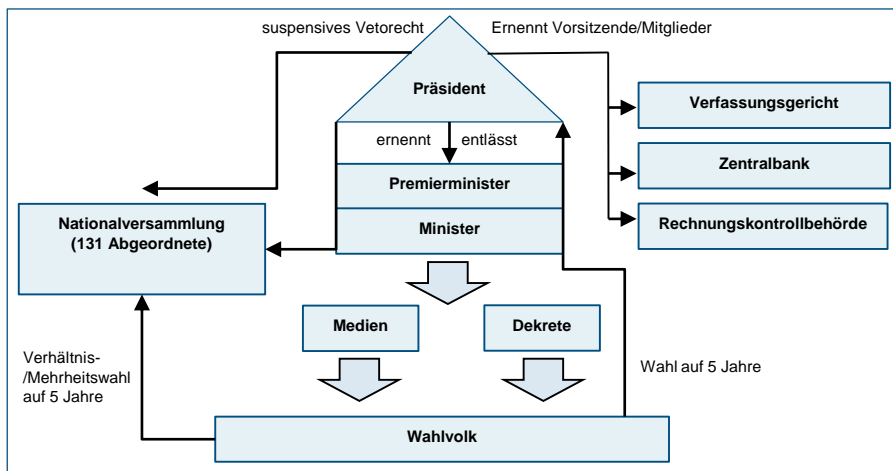 suspensives Vetorecht
Ernennt Vorsitzende/Mitglieder
Präsident
Verfassungsgericht
ernennt
entlässt
Zentralbank
Premierminister
Nationalversammlung
(131 Abgeordnete)
Minister
Rechnungskontrollbehörde
Medien
Dekrete
Verhältnis-
/Mehrheitswahl
auf 5 Jahre
Wahl auf 5 Jahre
Wahlvolk